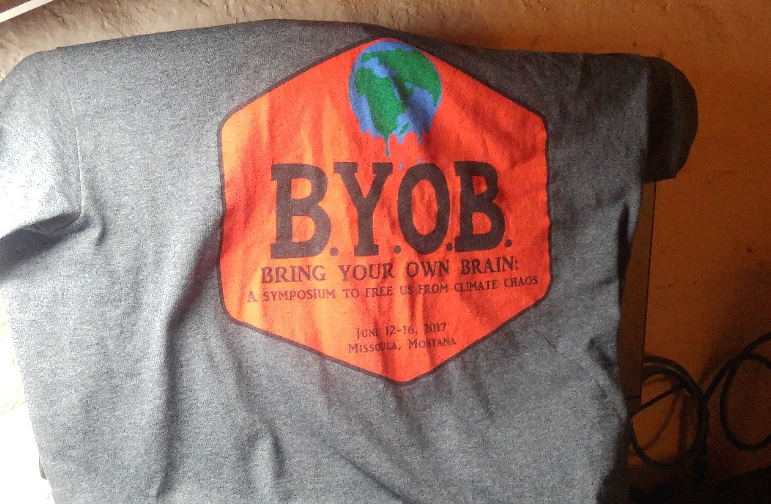 B.Y.O.B.
BRING YOUR OWN BRAIN:
A SYMPOSIUM TO FREE US FROM CLIMATE CHAOS
JUNE 12-16, 2017
MISSOULA, MONTANA